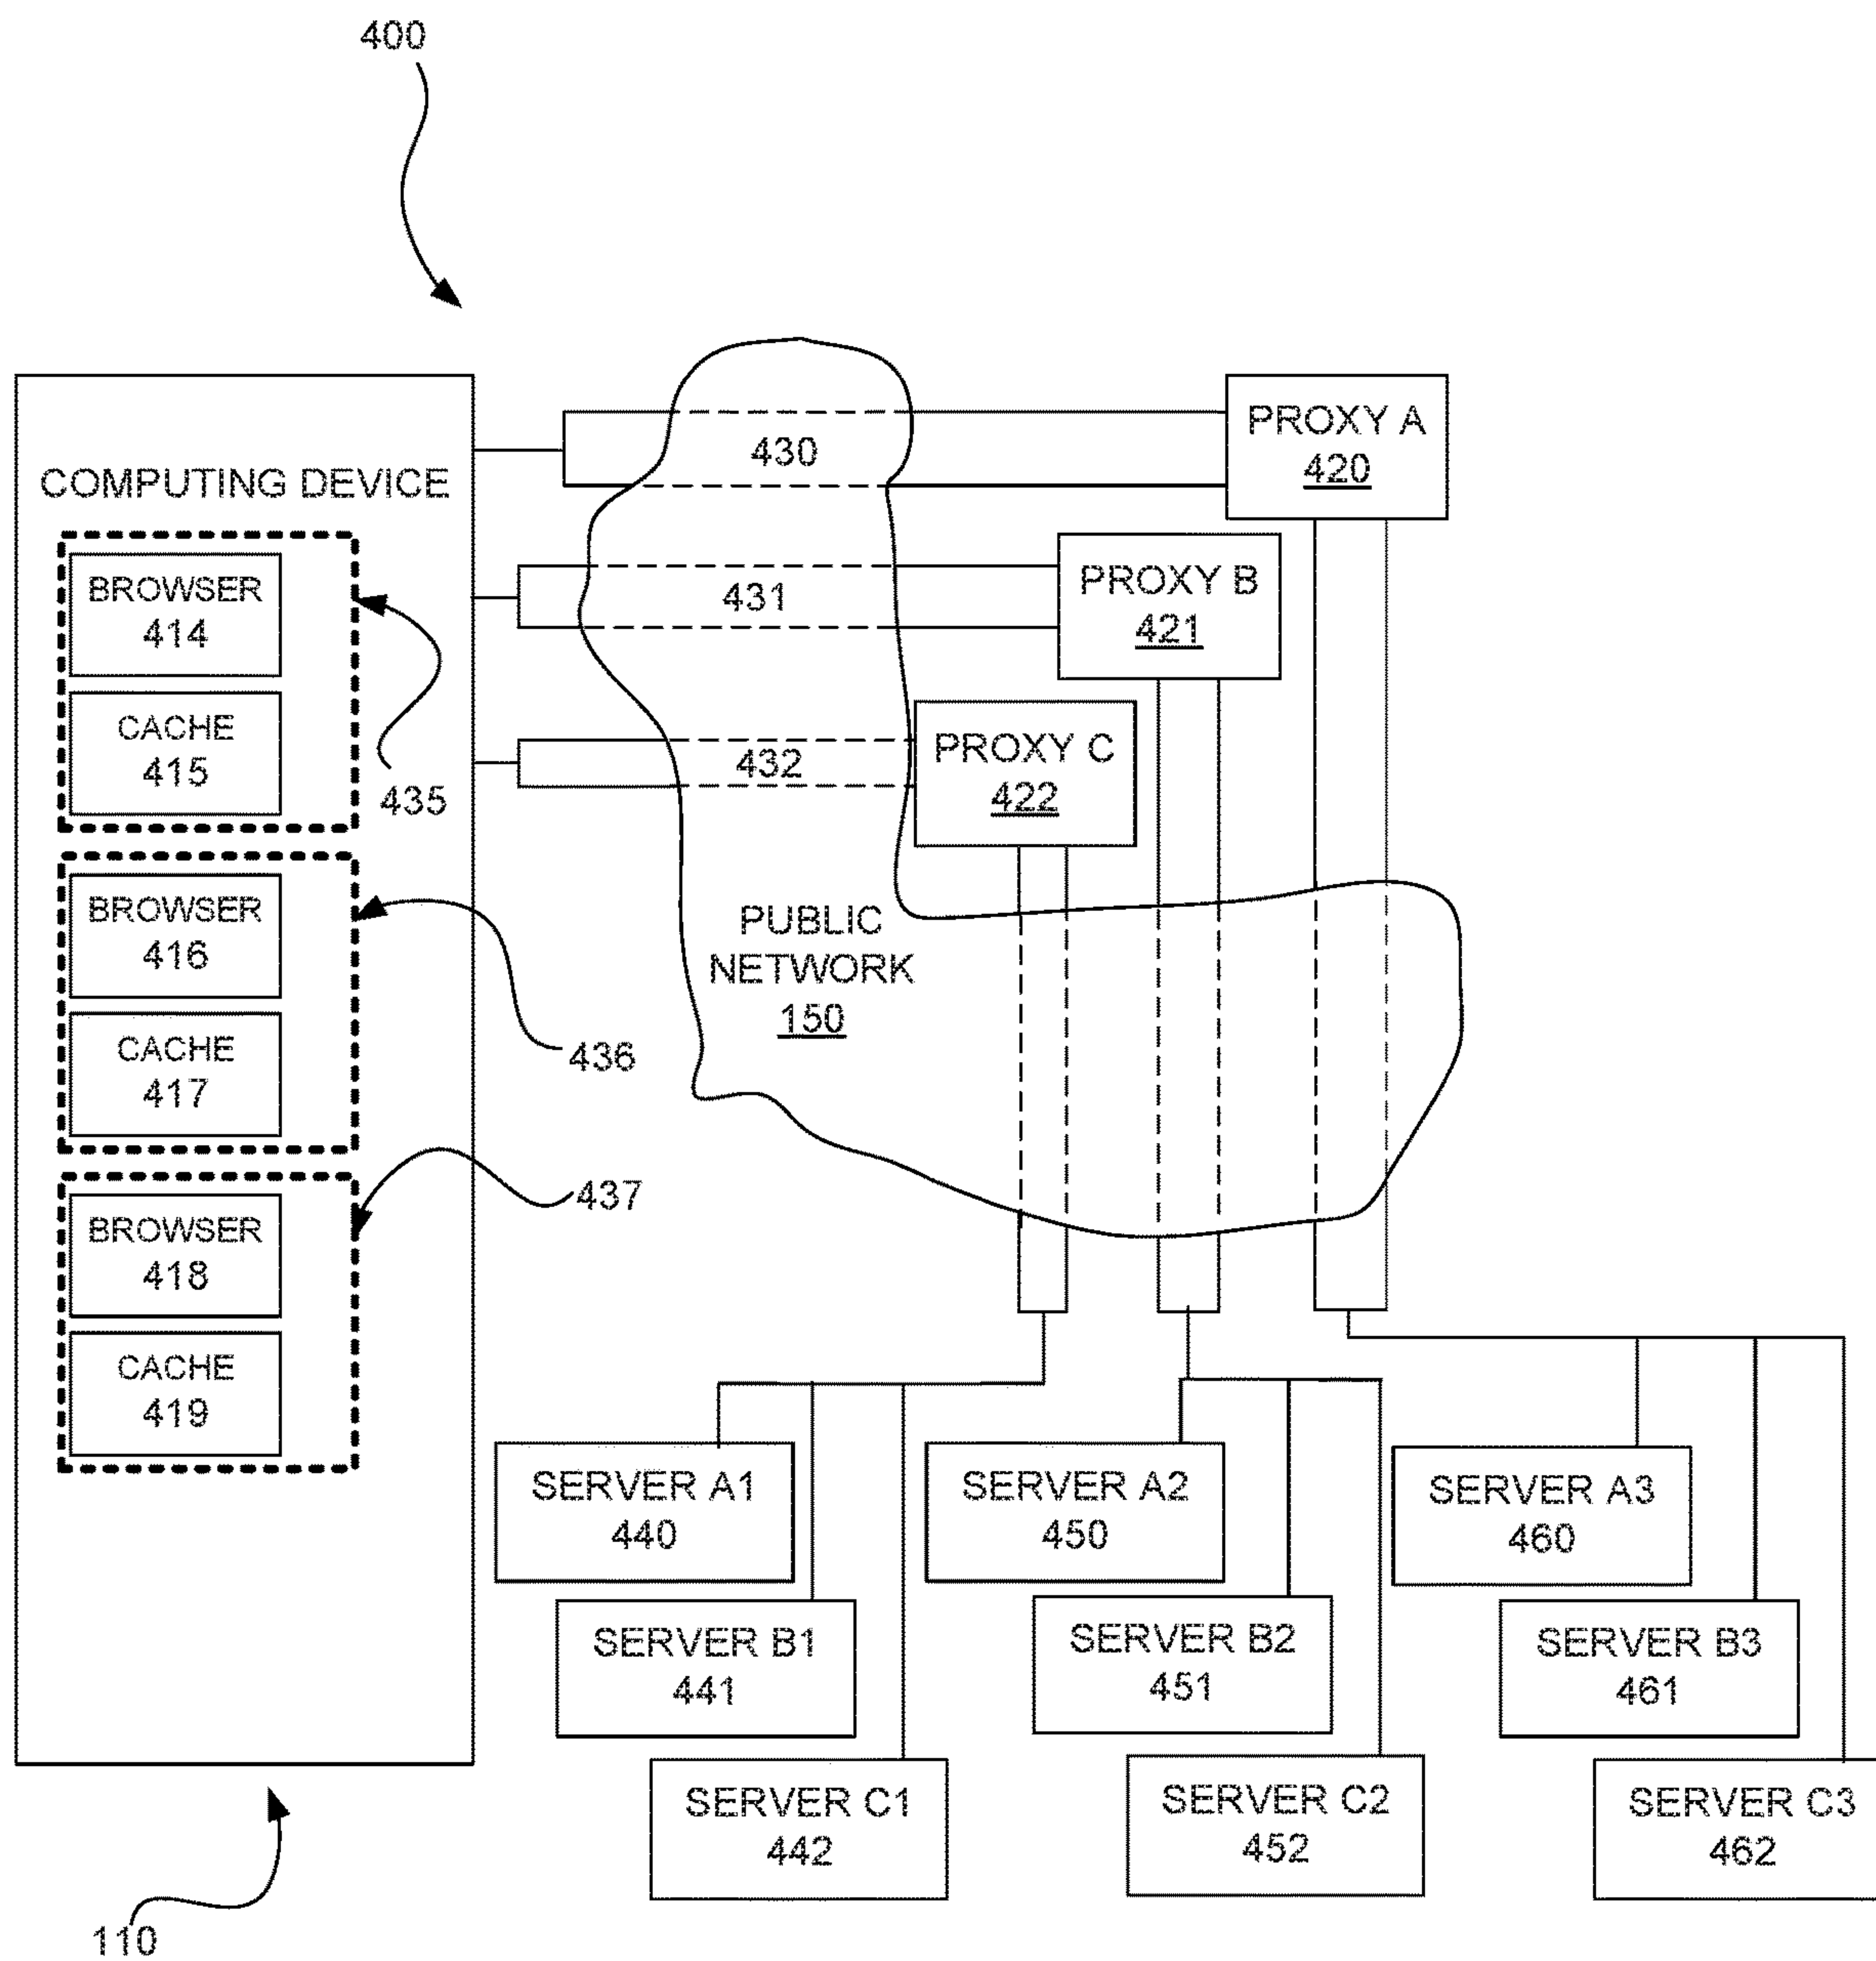 400
COMPUTING DEVICE
BROWSER
414
CACHE
415
435
BROWSER
416
CACHE
417
436
BROWSER
418
CACHE
419
437
110
430
431
432
PROXY A
420
PROXY B
421
PROXY C
422
PUBLIC
NETWORK
150
SERVER A1
440
SERVER B1
441
SERVER C1
442
SERVER A2
450
SERVER B2
451
SERVER C2
452
SERVER A3
460
SERVER B3
461
SERVER C3
462